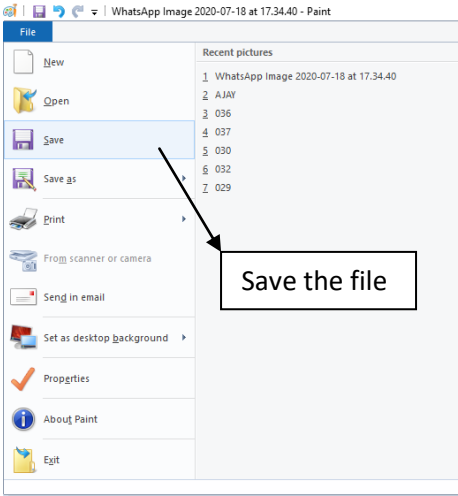 WhatsApp Image 2020-07-18 at 17.34.40 - Paint
File
New
Open
Save
Save as
Print
From scanner or camera
Send in email
Set as desktop background
Properties
About Paint
Exit
Recent pictures
1 WhatsApp Image 2020-07-18 at 17.34.40
2 AJAY
3 036
4 037
5 030
6 032
7 029
Save the file